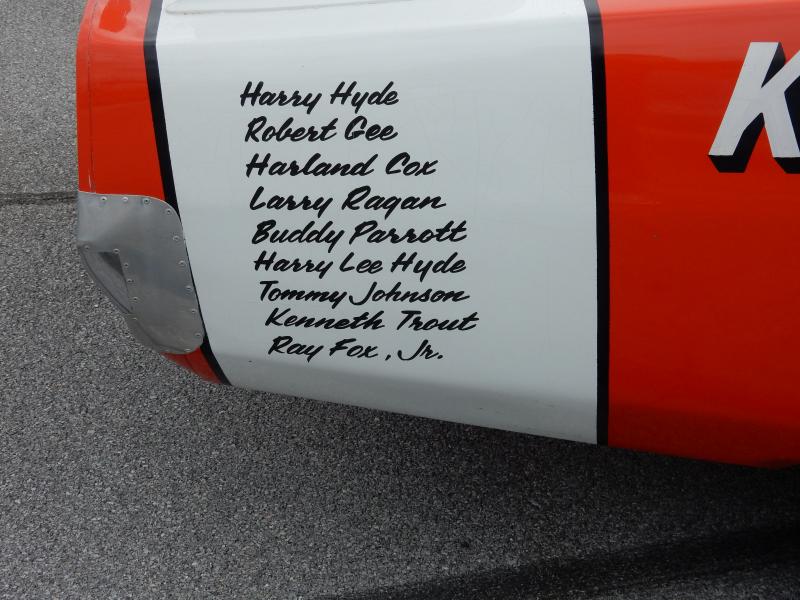 Harry Hyde
Robert Gee
Harland Cox
Larry Ragan
Buddy Parrott
Harry Lee Hyde
Tommy Johnson
Kenneth Trout
Ray Fox, Jr.
K